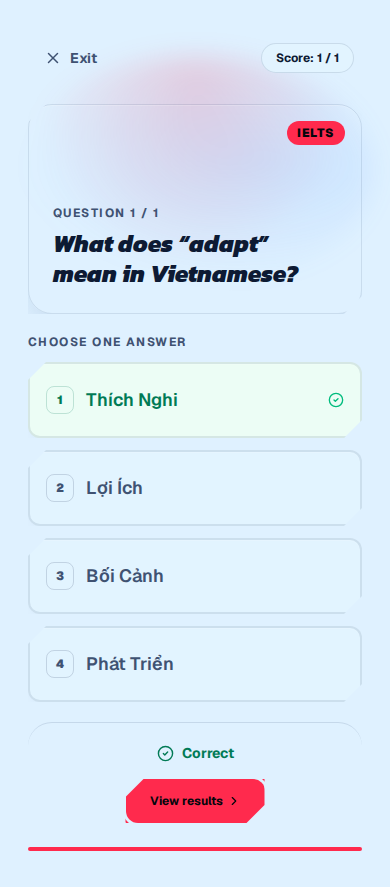 Exit
Score: 1 / 1
IELTS
QUESTION 1 / 1
What does "adapt"
mean in Vietnamese?
CHOOSE ONE ANSWER
1 Thích Nghi
2 Lợi Ích
3 Bối Cảnh
4 Phát Triển
Correct
View results